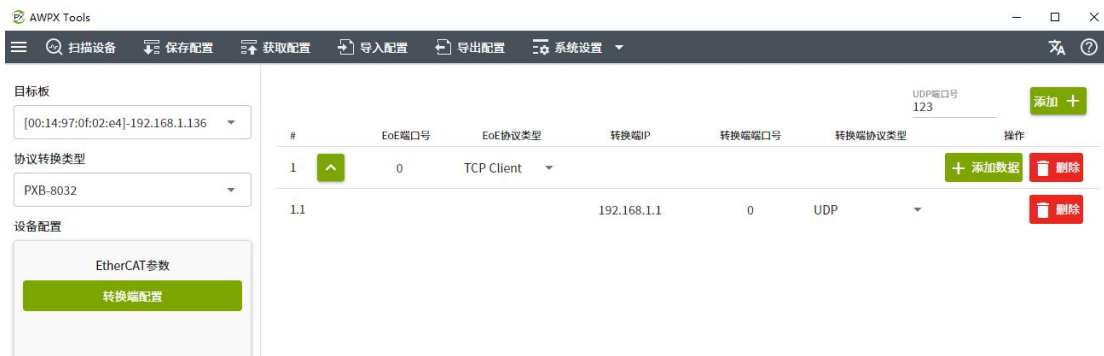 PX AWPX Tools
扫描设备 保存配置 获取配置 导入配置 导出配置 系统设置
目标板
[00:14:97:0f:02:e4]-192.168.1.136
协议转换类型
PXB-8032
设备配置
EtherCAT参数
转换端配置
UDP端口号
123
添加
# EoE端口号 EoE协议类型 转换端IP 转换端端口号 转换端协议类型 操作
1 0 TCP Client 添加数据 删除
1.1 192.168.1.1 0 UDP 删除